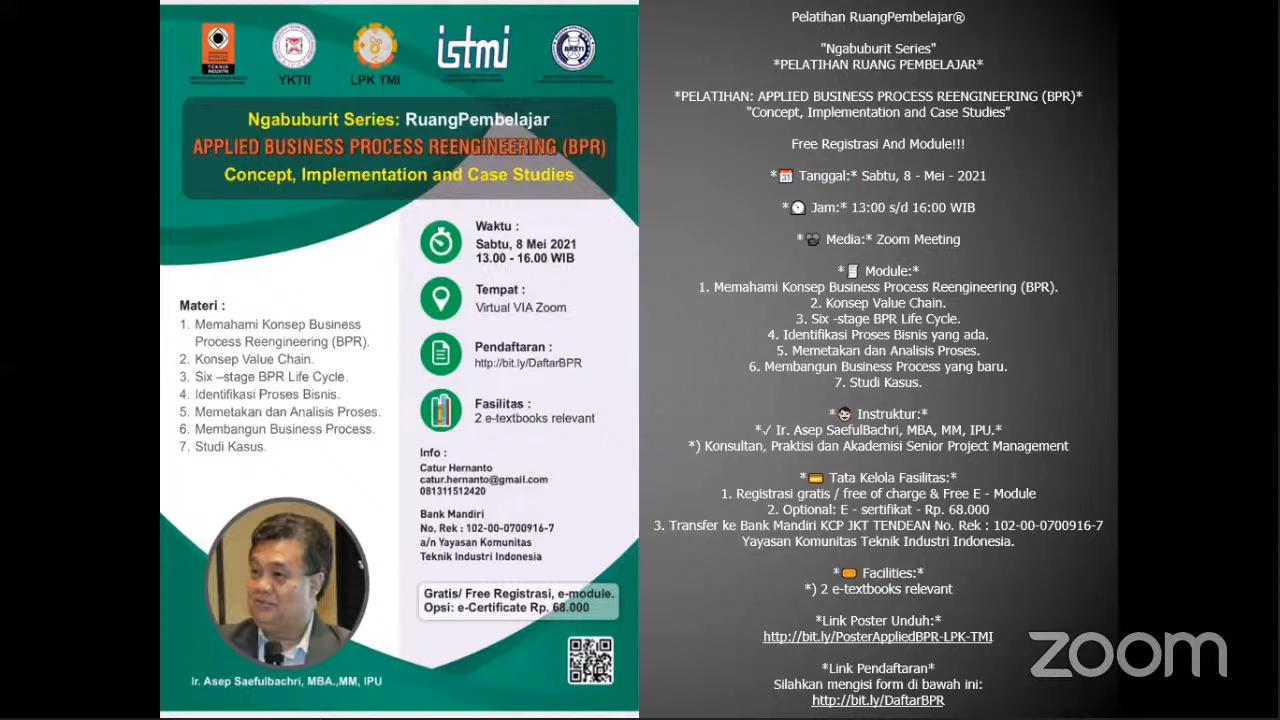 TEKNIK
INDUSTRI
YKTII
LPK TMI
istmi
BKSTI
Ngabuburit Series: RuangPembelajar
APPLIED BUSINESS PROCESS REENGINEERING (BPR)
Concept, Implementation and Case Studies
Materi :
1. Memahami Konsep Business
Process Reengineering (BPR).
2. Konsep Value Chain.
3. Six –stage BPR Life Cycle.
4. Identifikasi Proses Bisnis.
5. Memetakan dan Analisis Proses.
6. Membangun Business Process.
7. Studi Kasus.
Waktu :
Sabtu, 8 Mei 2021
13.00 - 16.00 WIB
Tempat :
Virtual VIA Zoom
Pendaftaran :
http://bit.ly/DaftarBPR
Fasilitas :
2 e-textbooks relevant
Info :
Catur Hernanto
catur.hernanto@gmail.com
081311512420
Bank Mandiri
No. Rek : 102-00-0700916-7
a/n Yayasan Komunitas
Teknik Industri Indonesia
Gratis/ Free Registrasi, e-module.
Opsi: e-Certificate Rp. 68.000
Ir. Asep Saefulbachri, MBA.,MM, IPU
Pelatihan RuangPembelajar®
"Ngabuburit Series"
*PELATIHAN RUANG PEMBELAJAR*
*PELATIHAN: APPLIED BUSINESS PROCESS REENGINEERING (BPR)*
"Concept, Implementation and Case Studies"
Free Registrasi And Module!!!
*📅 Tanggal:* Sabtu, 8 - Mei - 2021
*🕐 Jam:* 13:00 s/d 16:00 WIB
*📽 Media:* Zoom Meeting
*🧾 Module:*
1. Memahami Konsep Business Process Reengineering (BPR).
2. Konsep Value Chain.
3. Six -stage BPR Life Cycle.
4. Identifikasi Proses Bisnis yang ada.
5. Memetakan dan Analisis Proses.
6. Membangun Business Process yang baru.
7. Studi Kasus.
*👨 Instruktur:*
*√ Ir. Asep SaefulBachri, MBA, MM, IPU.*
*) Konsultan, Praktisi dan Akademisi Senior Project Management
*💳 Tata Kelola Fasilitas:*
1. Registrasi gratis / free of charge & Free E - Module
2. Optional: E - sertifikat - Rp. 68.000
3. Transfer ke Bank Mandiri KCP JKT TENDEAN No. Rek : 102-00-0700916-7
Yayasan Komunitas Teknik Industri Indonesia.
*🎫 Facilities:*
*) 2 e-textbooks relevant
*Link Poster Unduh:*
http://bit.ly/PosterAppliedBPR-LPK-TMI
*Link Pendaftaran*
Silahkan mengisi form di bawah ini:
http://bit.ly/DaftarBPR
zoom